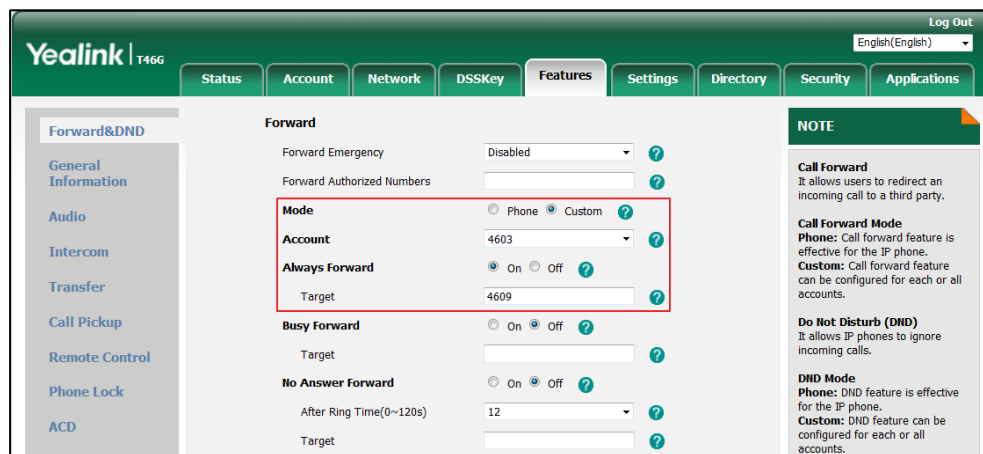 Log Out
English(English)
Yealink T46G
Status Account Network DSSKey Features Settings Directory Security Applications
Forward&DND
General
Information
Audio
Intercom
Transfer
Call Pickup
Remote Control
Phone Lock
ACD
Forward
Forward Emergency Disabled ?
Forward Authorized Numbers ?
Mode Phone Custom ?
Account 4603 ?
Always Forward On Off ?
Target 4609 ?
Busy Forward On Off ?
Target ?
No Answer Forward On Off ?
After Ring Time(0~120s) 12 ?
Target ?
NOTE
Call Forward
It allows users to redirect an
incoming call to a third party.
Call Forward Mode
Phone: Call forward feature is
effective for the IP phone.
Custom: Call forward feature
can be configured for each or all
accounts.
Do Not Disturb (DND)
It allows IP phones to ignore
incoming calls.
DND Mode
Phone: DND feature is effective
for the IP phone.
Custom: DND feature can be
configured for each or all
accounts.